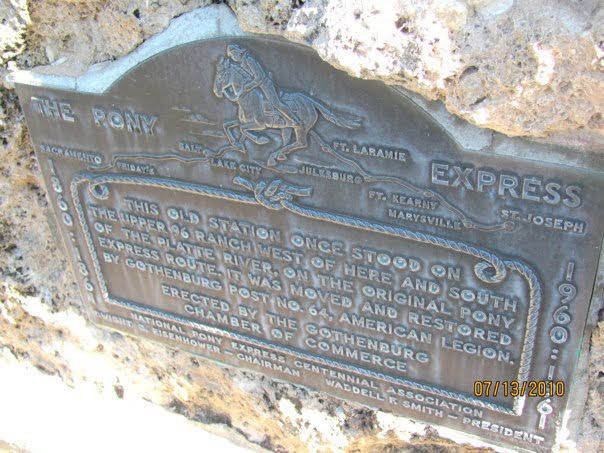 THE PONY
EXPRESS
SACRAMENTO
FRIDAY'S
SALT
LAKE CITY
FT. LARAMIE
JULESBURG
FT. KEARNY
MARYSVILLE
ST. JOSEPH
1860-1861
1960-1961
THIS OLD STATION ONCE STOOD ON
THE UPPER 96 RANCH WEST OF HERE AND SOUTH
OF THE PLATTE RIVER, ON THE ORIGINAL PONY
EXPRESS ROUTE. IT WAS MOVED AND RESTORED
BY GOTHENBURG POST NO. 64, AMERICAN LEGION.
ERECTED BY THE GOTHENBURG
CHAMBER OF COMMERCE
NATIONAL PONY EXPRESS CENTENNIAL ASSOCIATION
DWIGHT D. EISENHOWER - CHAIRMAN WADDELL F. SMITH - PRESIDENT
07/13/2010